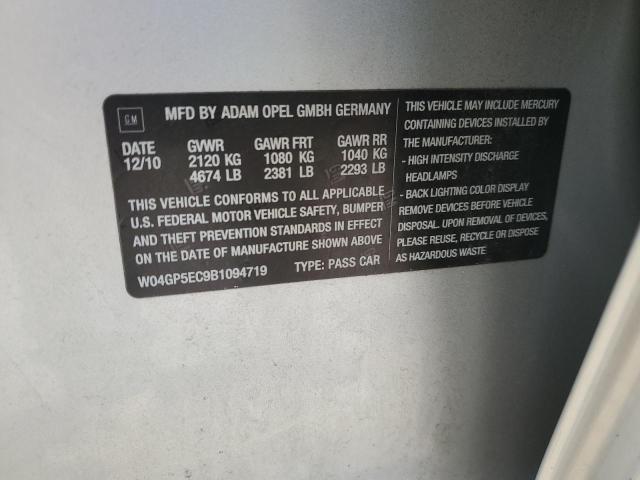 GM
MFD BY ADAM OPEL GMBH GERMANY
DATE GVWR GAWR FRT GAWR RR
12/10 2120 KG 1080 KG 1040 KG
4674 LB 2381 LB 2293 LB
THIS VEHICLE CONFORMS TO ALL APPLICABLE
U.S. FEDERAL MOTOR VEHICLE SAFETY, BUMPER
AND THEFT PREVENTION STANDARDS IN EFFECT
ON THE DATE OF MANUFACTURE SHOWN ABOVE
W04GP5EC9B1094719 TYPE: PASS CAR
THIS VEHICLE MAY INCLUDE MERCURY
CONTAINING DEVICES INSTALLED BY
THE MANUFACTURER:
- HIGH INTENSITY DISCHARGE
HEADLAMPS
- BACK LIGHTING COLOR DISPLAY
REMOVE DEVICES BEFORE VEHICLE
DISPOSAL. UPON REMOVAL OF DEVICES,
PLEASE REUSE, RECYCLE OR DISPOSE
AS HAZARDOUS WASTE